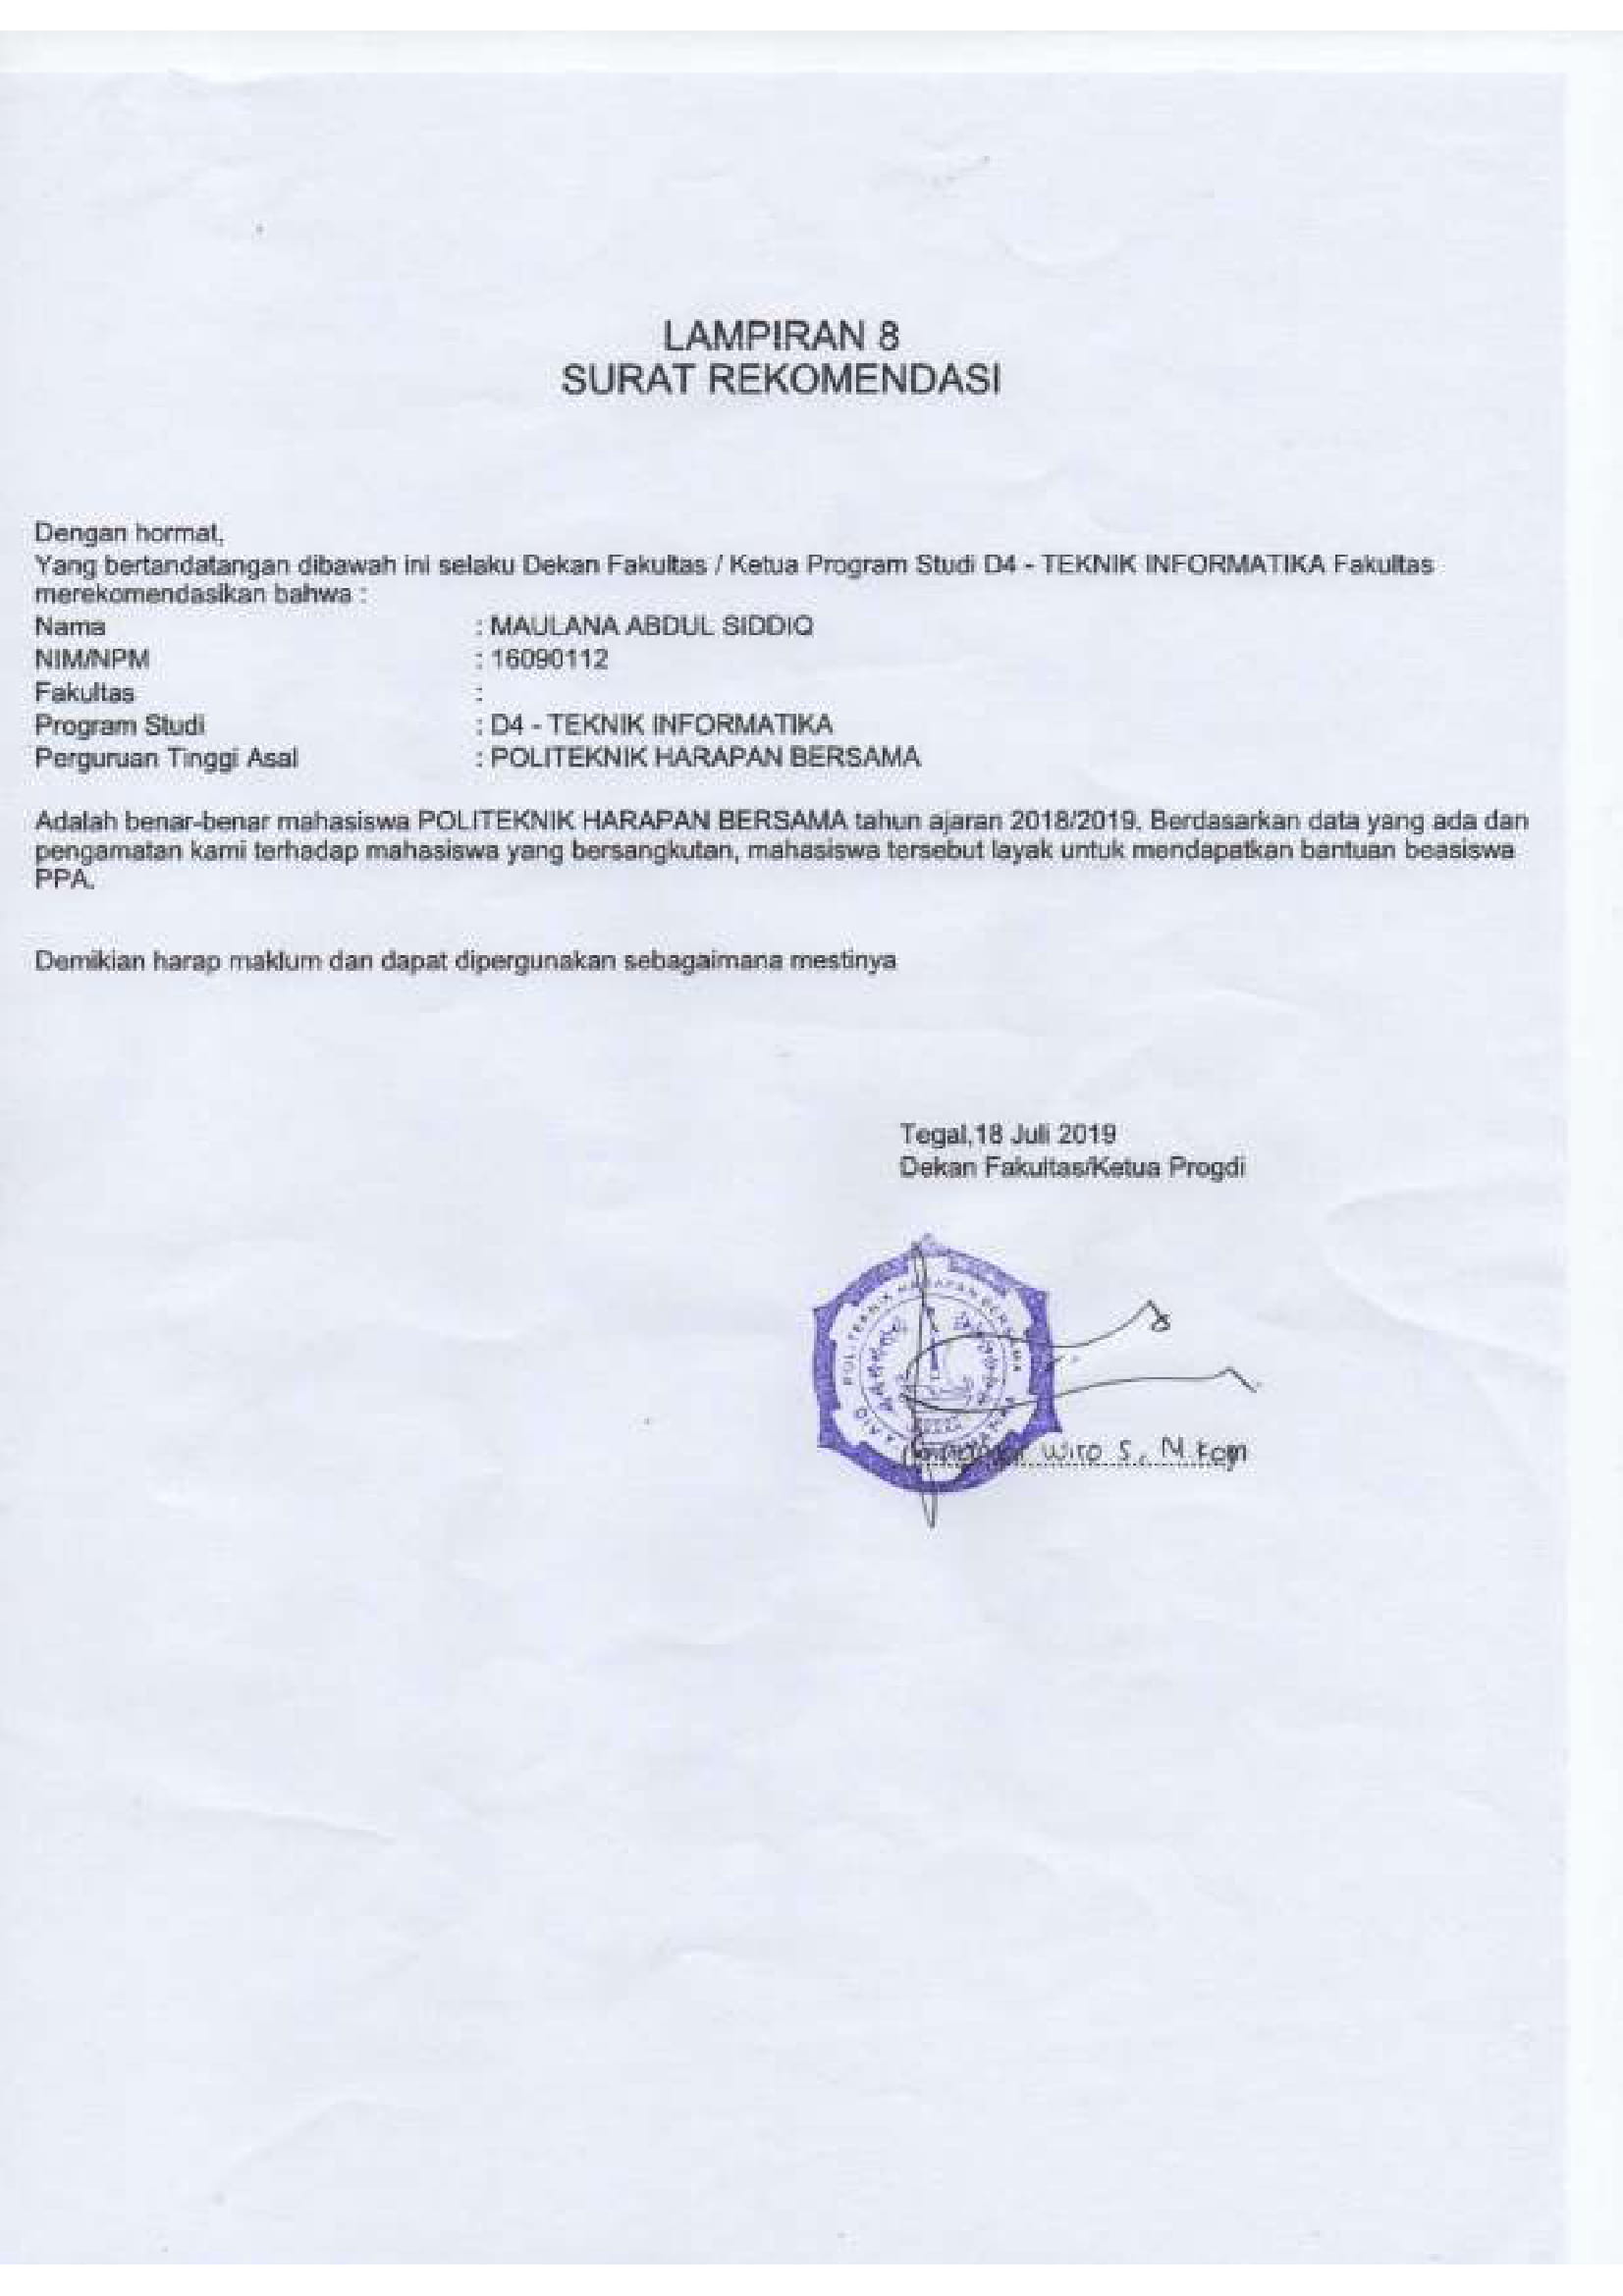 LAMPIRAN 8
SURAT REKOMENDASI
Dengan hormat,
Yang bertandatangan dibawah ini selaku Dekan Fakultas / Ketua Program Studi D4 - TEKNIK INFORMATIKA Fakultas
merekomendasikan bahwa :
Nama : MAULANA ABDUL SIDDIQ
NIM/NPM : 16090112
Fakultas :
Program Studi : D4 - TEKNIK INFORMATIKA
Perguruan Tinggi Asal : POLITEKNIK HARAPAN BERSAMA
Adalah benar-benar mahasiswa POLITEKNIK HARAPAN BERSAMA tahun ajaran 2018/2019. Berdasarkan data yang ada dan
pengamatan kami terhadap mahasiswa yang bersangkutan, mahasiswa tersebut layak untuk mendapatkan bantuan beasiswa
PPA.
Demikian harap maklum dan dapat dipergunakan sebagaimana mestinya
Tegal,18 Juli 2019
Dekan Fakultas/Ketua Progdi
POLITEKNIK HARAPAN BERSAMA
Wiro S, M.Kom